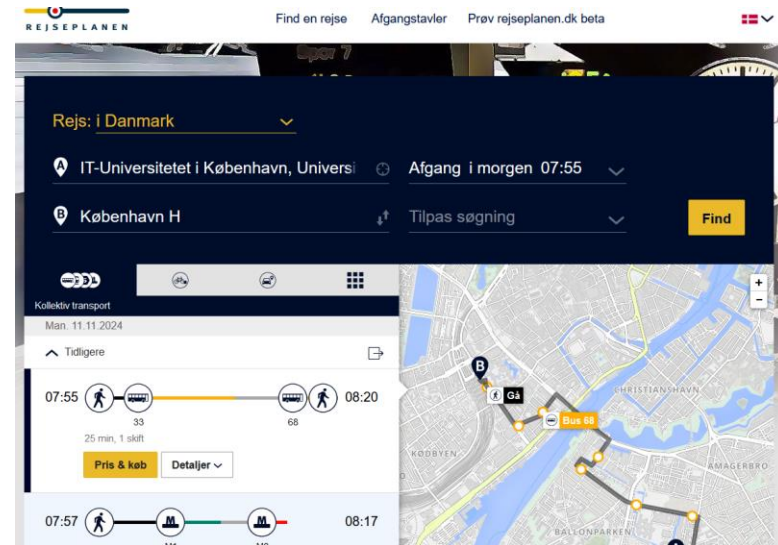 REJSEPLANEN
Find en rejse Afgangstavler Prøv rejseplanen.dk beta
Spor 7
Rejs: i Danmark
A IT-Universitetet i København, Universi
Afgang i morgen 07:55
B København H
Tilpas søgning
Find
Kollektiv transport
Man. 11.11.2024
Tidligere
07:55 08:20
33 68
25 min, 1 skift
Pris & køb Detaljer
07:57 08:17
+
-
B
Gå
Bus 68
CHRISTIANSHAVN
KØDBYEN
AMAGERBRO
BALLONPARKEN